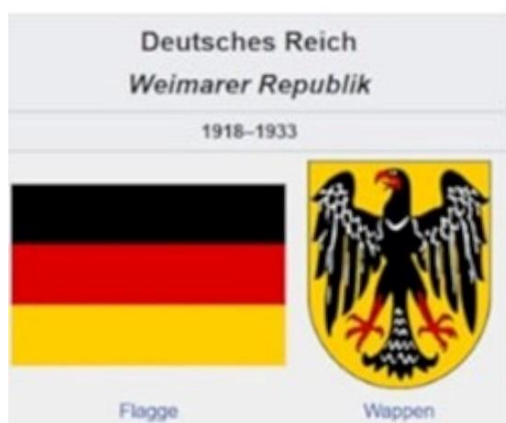 Deutsches Reich
Weimarer Republik
1918–1933
Flagge Wappen